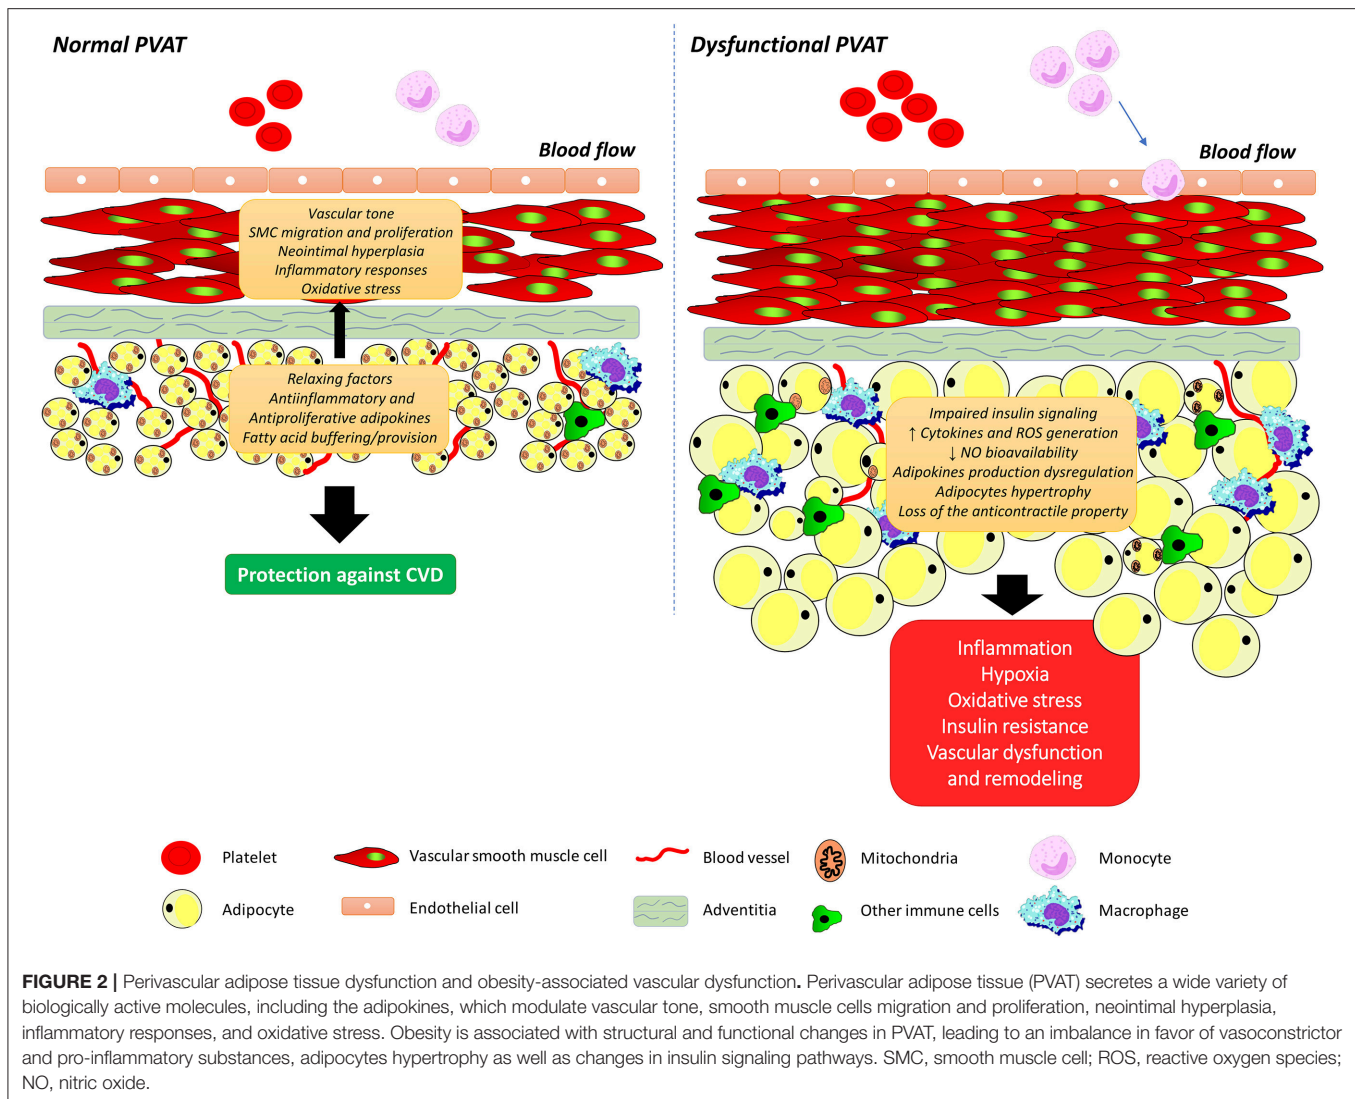 Normal PVAT
Blood flow
Vascular tone
SMC migration and proliferation
Neointimal hyperplasia
Inflammatory responses
Oxidative stress
Relaxing factors
Antiinflammatory and
Antiproliferative adipokines
Fatty acid buffering/provision
Protection against CVD
Dysfunctional PVAT
Blood flow
Impaired insulin signaling
↑ Cytokines and ROS generation
↓ NO bioavailability
Adipokines production dysregulation
Adipocytes hypertrophy
Loss of the anticontractile property
Inflammation
Hypoxia
Oxidative stress
Insulin resistance
Vascular dysfunction
and remodeling
Platelet
Vascular smooth muscle cell
Blood vessel
Mitochondria
Monocyte
Adipocyte
Endothelial cell
Adventitia
Other immune cells
Macrophage
FIGURE 2 | Perivascular adipose tissue dysfunction and obesity-associated vascular dysfunction. Perivascular adipose tissue (PVAT) secretes a wide variety of
biologically active molecules, including the adipokines, which modulate vascular tone, smooth muscle cells migration and proliferation, neointimal hyperplasia,
inflammatory responses, and oxidative stress. Obesity is associated with structural and functional changes in PVAT, leading to an imbalance in favor of vasoconstrictor
and pro-inflammatory substances, adipocytes hypertrophy as well as changes in insulin signaling pathways. SMC, smooth muscle cell; ROS, reactive oxygen species;
NO, nitric oxide.